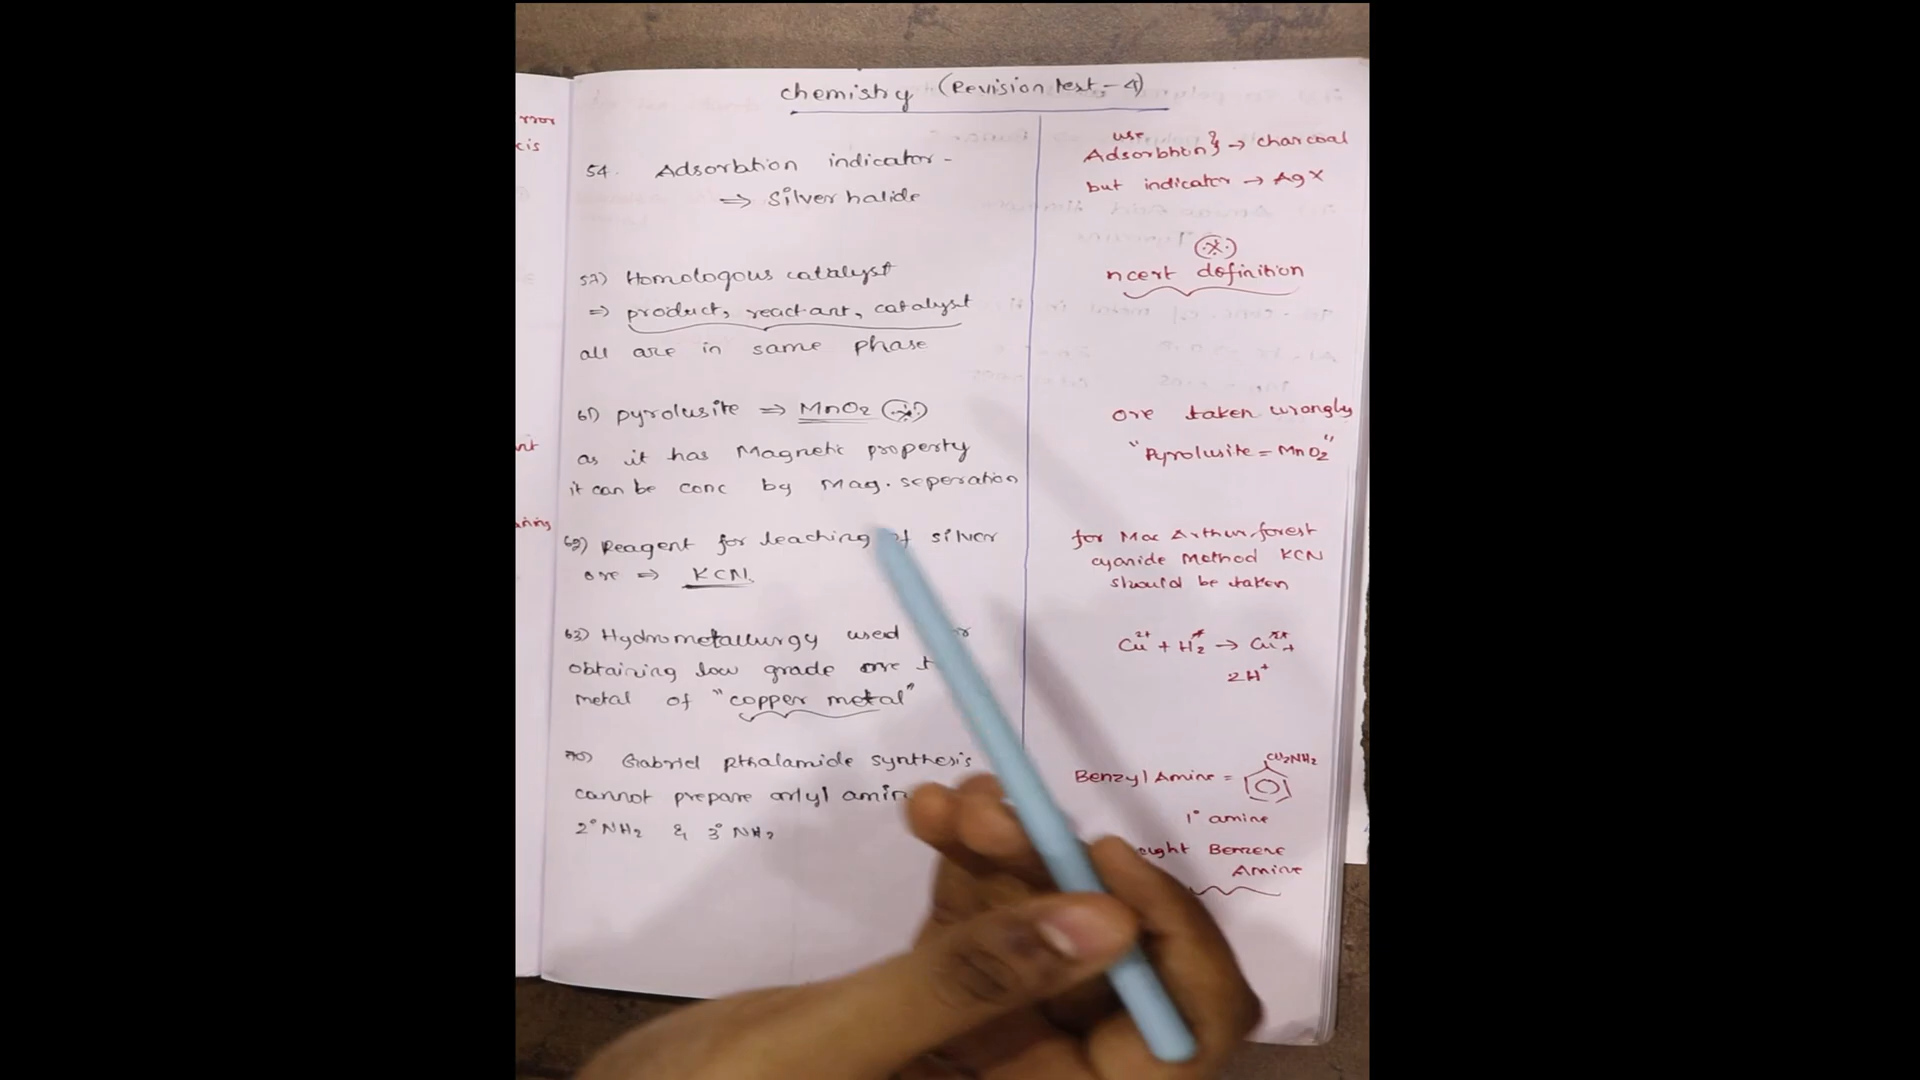 chemistry (Revision test - 4)
54. Adsorbtion indicator -
⇒ Silver halide
57) Homologous catalyst
⇒ product, reactant, catalyst
all are in same phase
61) pyrolusite ⇒ MnO2
as it has Magnetic property
it can be conc by Mag. seperation
62) Reagent for leaching of silver
ore ⇒ KCN
63) Hydrometallurgy used
obtaining low grade ore
metal of "copper metal"
70) Gabriel pthalamide synthesis
cannot prepare aryl
2° NH2 & 3° NH2
use
Adsorbtion} → charcoal
but indicator → AgX
ncert definition
ore taken wrongly
"Pyrolusite = MnO2"
for Mac Arthur forest
cyanide Method KCN
should be taken
Cu2+ + H2 → Cu +
2H+
CH2NH2
Benzyl Amine =
1° amine
Benzene
Amine
rror
cis